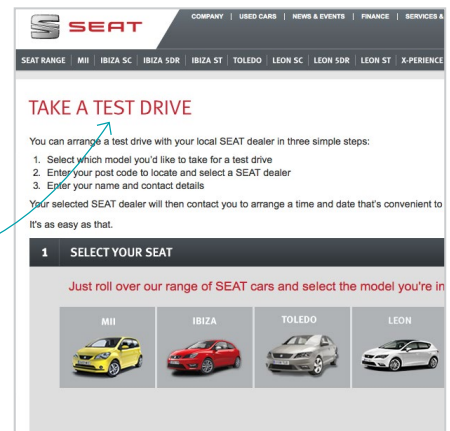 SEAT
COMPANY | USED CARS | NEWS & EVENTS | FINANCE | SERVICES &
SEAT RANGE | MII | IBIZA SC | IBIZA 5DR | IBIZA ST | TOLEDO | LEON SC | LEON 5DR | LEON ST | X-PERIENCE
TAKE A TEST DRIVE
You can arrange a test drive with your local SEAT dealer in three simple steps:
1. Select which model you'd like to take for a test drive
2. Enter your post code to locate and select a SEAT dealer
3. Enter your name and contact details
Your selected SEAT dealer will then contact you to arrange a time and date that's convenient to
It's as easy as that.
1 SELECT YOUR SEAT
Just roll over our range of SEAT cars and select the model you're in
MII IBIZA TOLEDO LEON